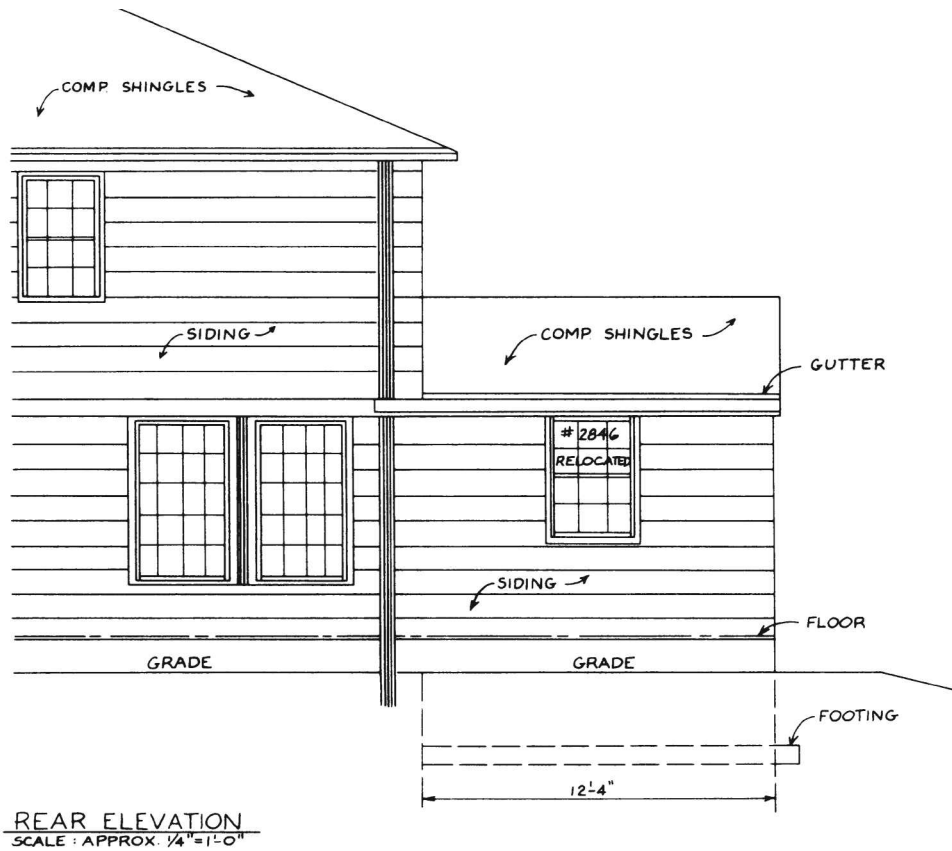 COMP. SHINGLES
SIDING
COMP. SHINGLES
GUTTER
# 2846
RELOCATED
SIDING
FLOOR
GRADE
GRADE
FOOTING
12'-4"
REAR ELEVATION
SCALE : APPROX. 1/4"=1'-0"